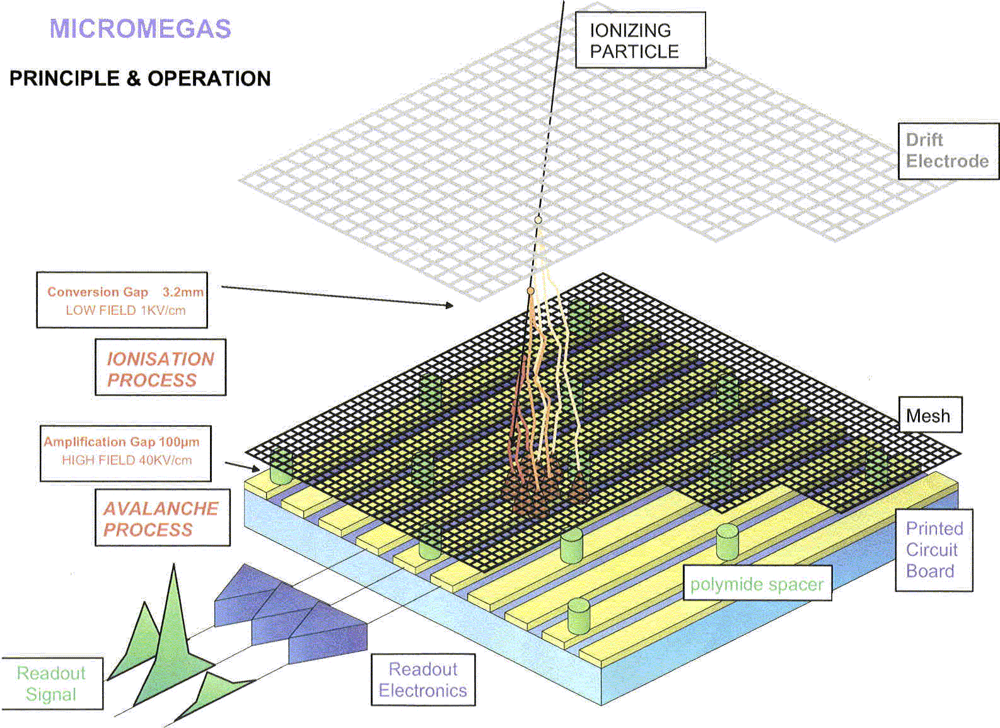 MICROMEGAS
PRINCIPLE & OPERATION
IONIZING
PARTICLE
Drift
Electrode
Conversion Gap 3.2mm
LOW FIELD 1KV/cm
IONISATION
PROCESS
Mesh
Amplification Gap 100µm
HIGH FIELD 40KV/cm
AVALANCHE
PROCESS
Printed
Circuit
Board
polymide spacer
Readout
Signal
Readout
Electronics